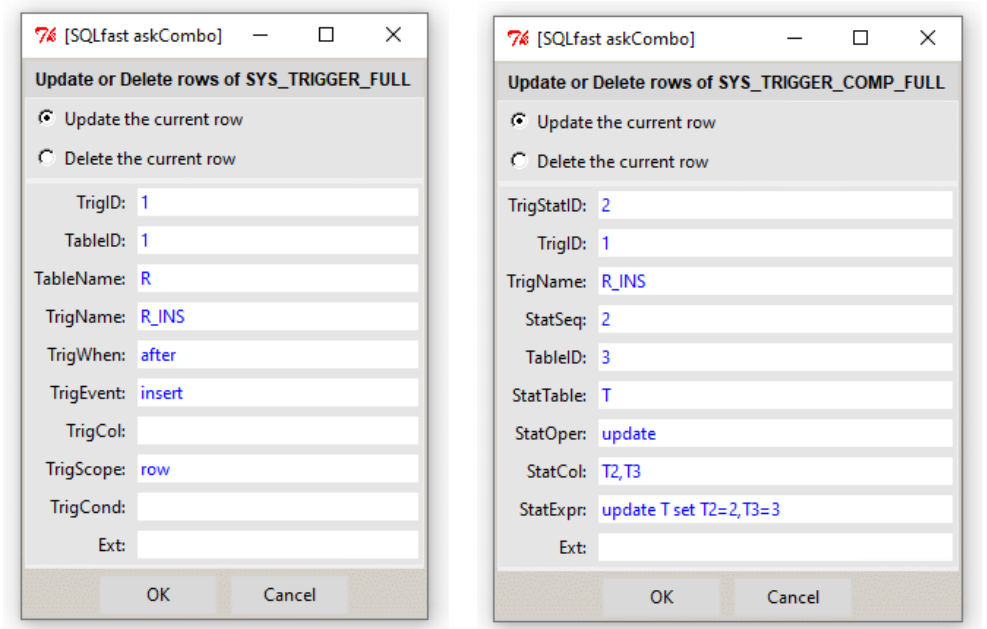 [SQLfast askCombo]
Update or Delete rows of SYS_TRIGGER_FULL
Update the current row
Delete the current row
TrigID: 1
TableID: 1
TableName: R
TrigName: R_INS
TrigWhen: after
TrigEvent: insert
TrigCol:
TrigScope: row
TrigCond:
Ext:
OK Cancel
[SQLfast askCombo]
Update or Delete rows of SYS_TRIGGER_COMP_FULL
Update the current row
Delete the current row
TrigStatID: 2
TrigID: 1
TrigName: R_INS
StatSeq: 2
TableID: 3
StatTable: T
StatOper: update
StatCol: T2,T3
StatExpr: update T set T2=2,T3=3
Ext:
OK Cancel